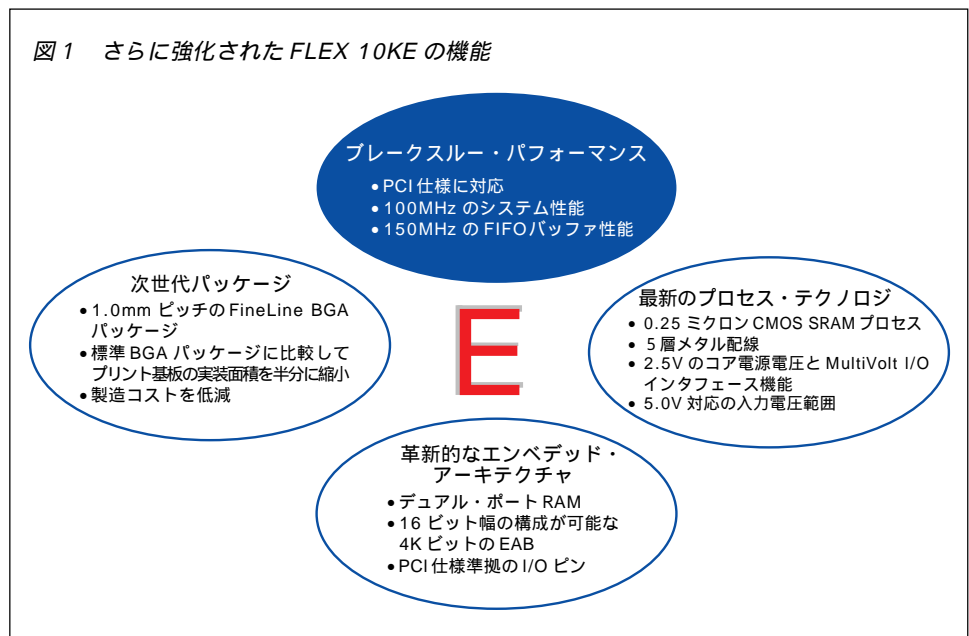 図 1 さらに強化された FLEX 10KE の機能
ブレークスルー・パフォーマンス
• PCI 仕様に対応
• 100MHz のシステム性能
• 150MHz の FIFOバッファ性能
次世代パッケージ
• 1.0mm ピッチの FineLine BGA
パッケージ
• 標準 BGA パッケージに比較して
プリント基板の実装面積を半分に縮小
• 製造コストを低減
E
最新のプロセス・テクノロジ
• 0.25 ミクロン CMOS SRAM プロセス
• 5 層メタル配線
• 2.5V のコア電源電圧と MultiVolt I/O
インタフェース機能
• 5.0V 対応の入力電圧範囲
革新的なエンベデッド・
アーキテクチャ
• デュアル・ポート RAM
• 16 ビット幅の構成が可能な
4K ビットの EAB
• PCI 仕様準拠の I/O ピン